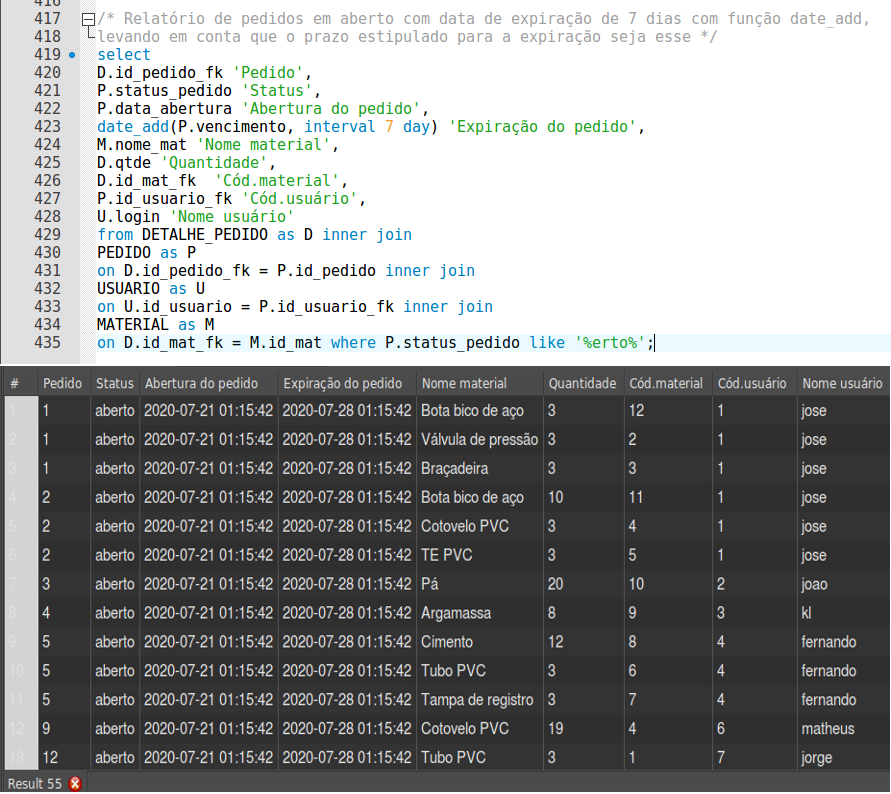 416
417 /* Relatório de pedidos em aberto com data de expiração de 7 dias com função date_add,
418 levando em conta que o prazo estipulado para a expiração seja esse */
419 select
420 D.id_pedido_fk 'Pedido',
421 P.status_pedido 'Status',
422 P.data_abertura 'Abertura do pedido',
423 date_add(P.vencimento, interval 7 day) 'Expiração do pedido',
424 M.nome_mat 'Nome material',
425 D.qtde 'Quantidade',
426 D.id_mat_fk  'Cód.material',
427 P.id_usuario_fk 'Cód.usuário',
428 U.login 'Nome usuário'
429 from DETALHE_PEDIDO as D inner join
430 PEDIDO as P
431 on D.id_pedido_fk = P.id_pedido inner join
432 USUARIO as U
433 on U.id_usuario = P.id_usuario_fk inner join
434 MATERIAL as M
435 on D.id_mat_fk = M.id_mat where P.status_pedido like '%erto%';
# Pedido Status Abertura do pedido Expiração do pedido Nome material Quantidade Cód.material Cód.usuário Nome usuário
1 1 aberto 2020-07-21 01:15:42 2020-07-28 01:15:42 Bota bico de aço 3 12 1 jose
2 1 aberto 2020-07-21 01:15:42 2020-07-28 01:15:42 Válvula de pressão 3 2 1 jose
3 1 aberto 2020-07-21 01:15:42 2020-07-28 01:15:42 Braçadeira 3 3 1 jose
4 2 aberto 2020-07-21 01:15:42 2020-07-28 01:15:42 Bota bico de aço 10 11 1 jose
5 2 aberto 2020-07-21 01:15:42 2020-07-28 01:15:42 Cotovelo PVC 3 4 1 jose
6 2 aberto 2020-07-21 01:15:42 2020-07-28 01:15:42 TE PVC 3 5 1 jose
7 3 aberto 2020-07-21 01:15:42 2020-07-28 01:15:42 Pá 20 10 2 joao
8 4 aberto 2020-07-21 01:15:42 2020-07-28 01:15:42 Argamassa 8 9 3 kl
9 5 aberto 2020-07-21 01:15:42 2020-07-28 01:15:42 Cimento 12 8 4 fernando
10 5 aberto 2020-07-21 01:15:42 2020-07-28 01:15:42 Tubo PVC 3 6 4 fernando
11 5 aberto 2020-07-21 01:15:42 2020-07-28 01:15:42 Tampa de registro 3 7 4 fernando
12 9 aberto 2020-07-21 01:15:42 2020-07-28 01:15:42 Cotovelo PVC 19 4 6 matheus
13 12 aberto 2020-07-21 01:15:42 2020-07-28 01:15:42 Tubo PVC 3 1 7 jorge
Result 55